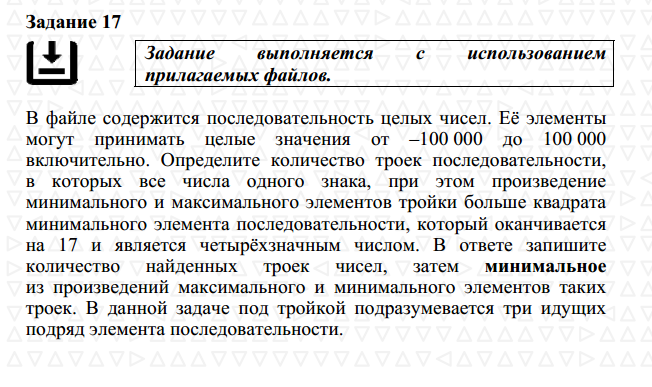 Задание 17
Задание выполняется с использованием
прилагаемых файлов.
В файле содержится последовательность целых чисел. Её элементы
могут принимать целые значения от –100 000 до 100 000
включительно. Определите количество троек последовательности,
в которых все числа одного знака, при этом произведение
минимального и максимального элементов тройки больше квадрата
минимального элемента последовательности, который оканчивается
на 17 и является четырёхзначным числом. В ответе запишите
количество найденных троек чисел, затем минимальное
из произведений максимального и минимального элементов таких
троек. В данной задаче под тройкой подразумевается три идущих
подряд элемента последовательности.